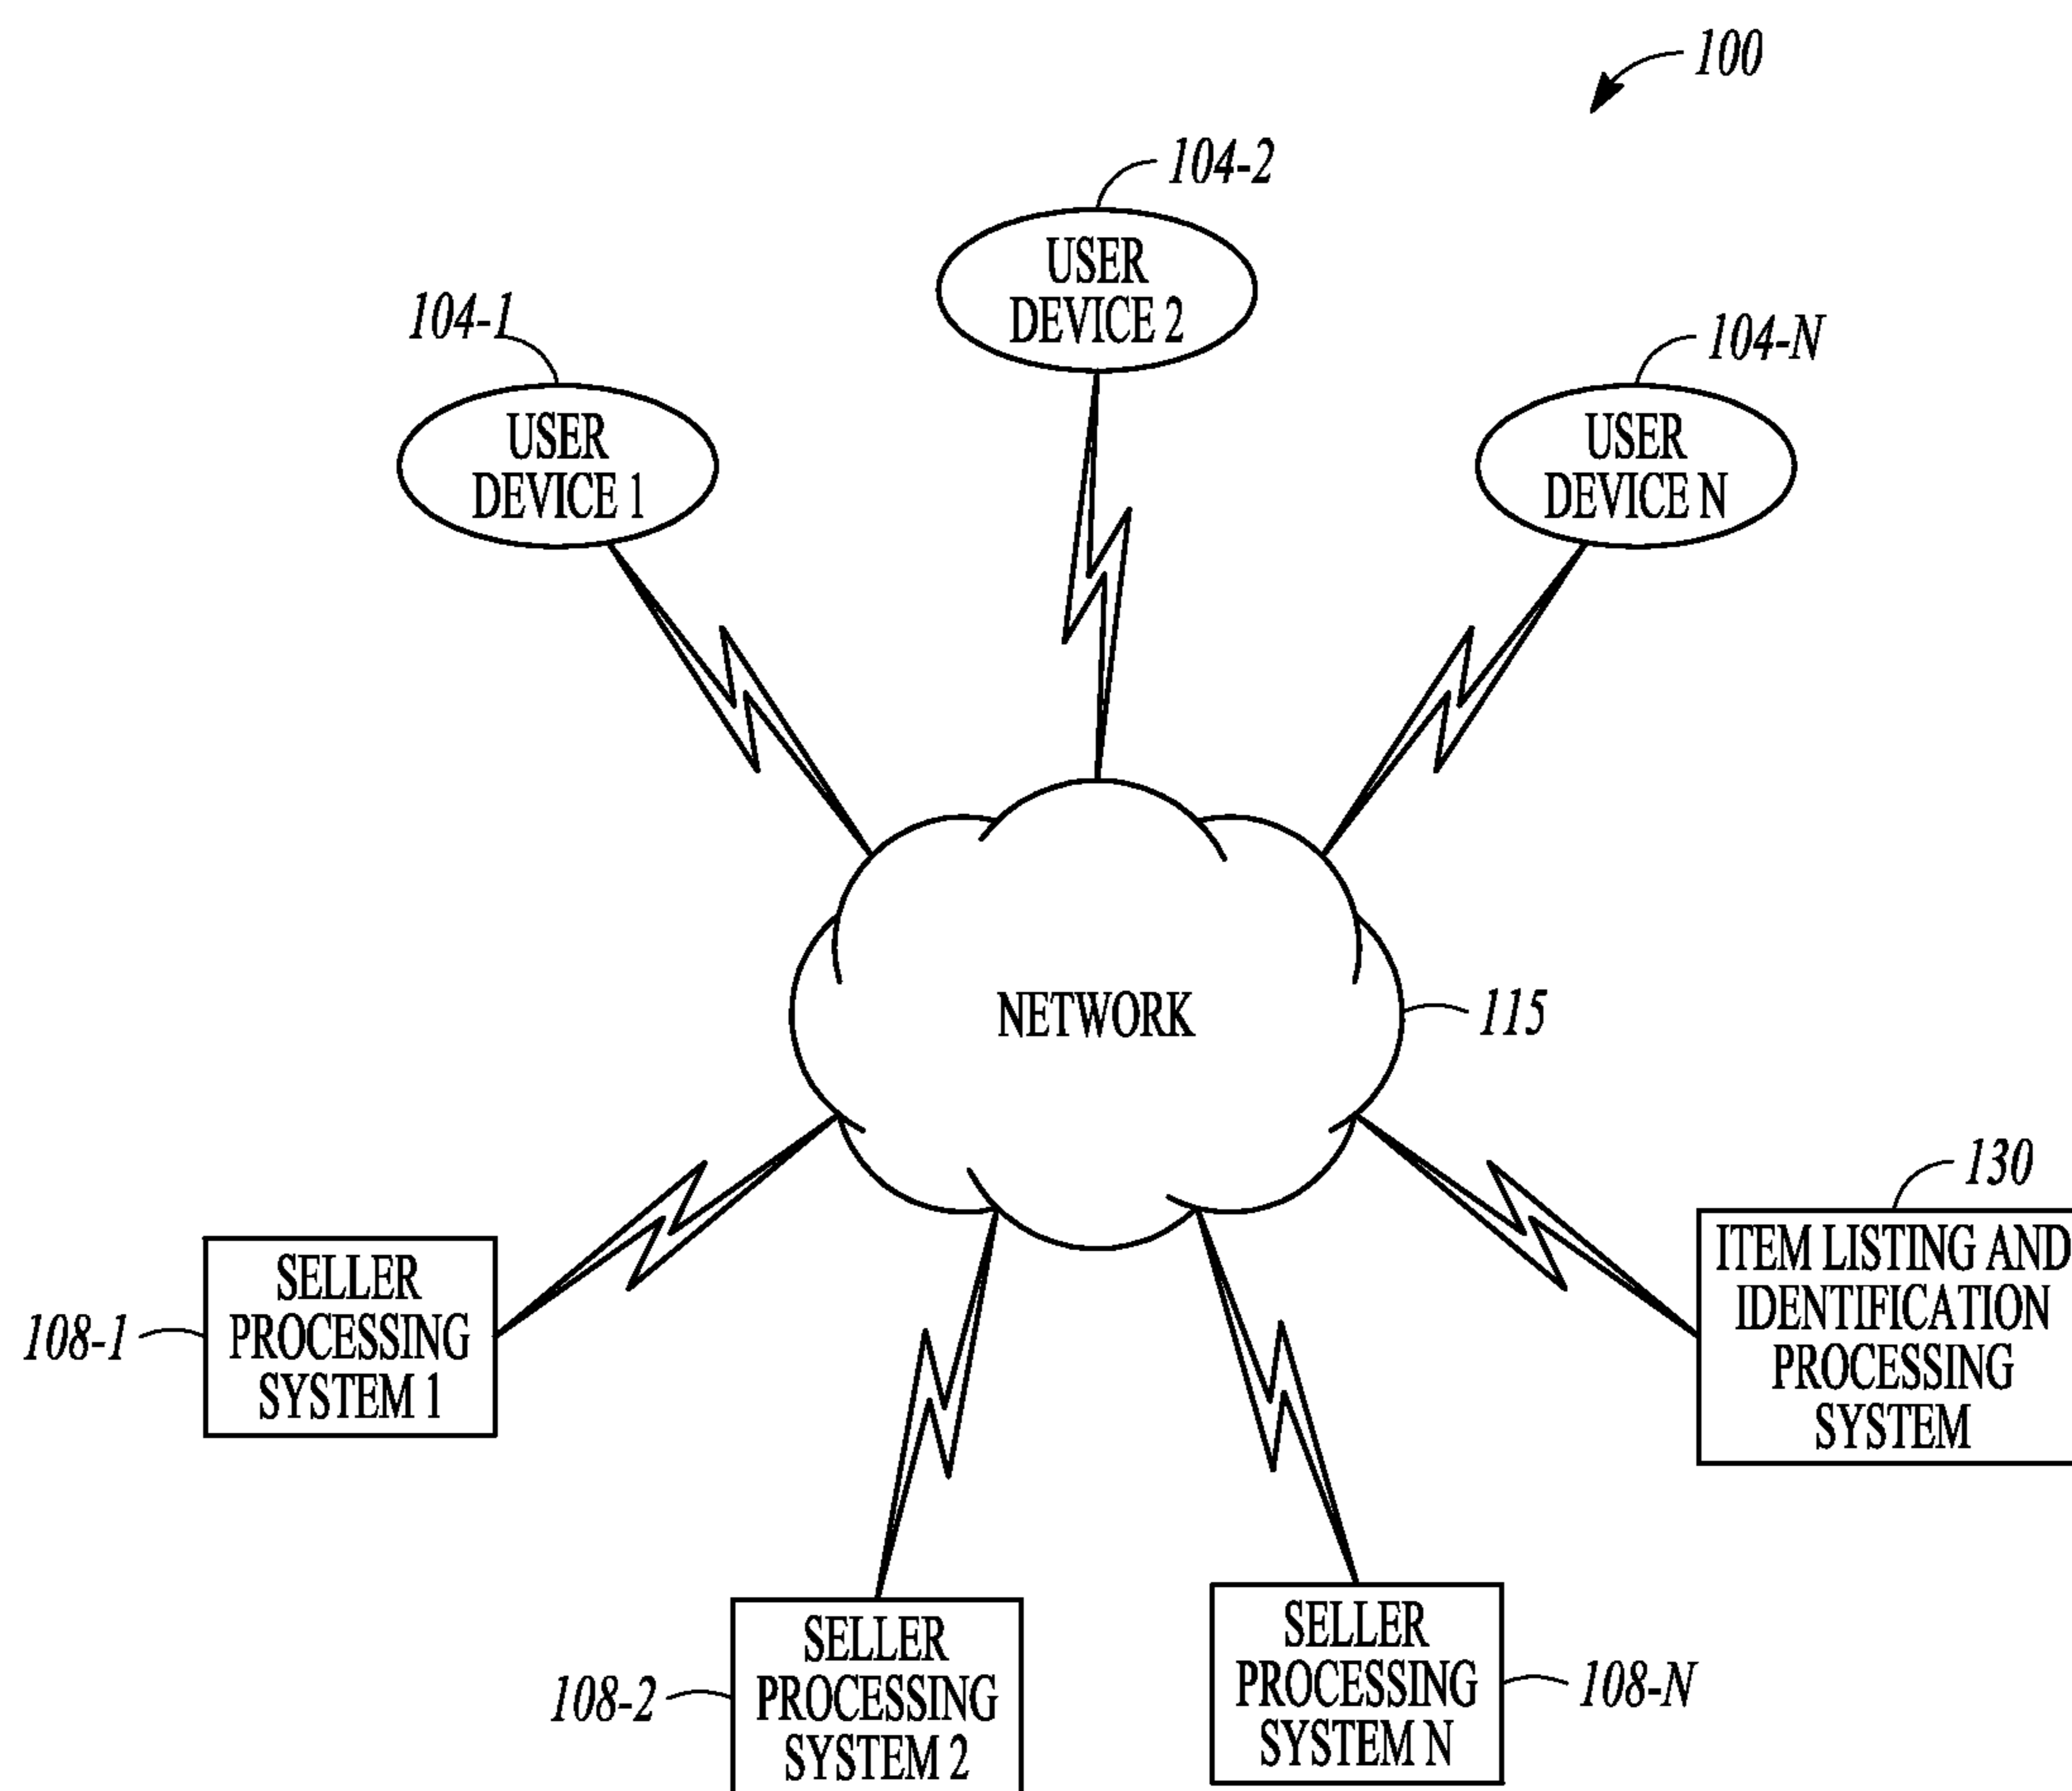 100
104-2
USER
DEVICE 2
104-1
USER
DEVICE 1
104-N
USER
DEVICE N
NETWORK
115
130
ITEM LISTING AND
IDENTIFICATION
PROCESSING
SYSTEM
108-1
SELLER
PROCESSING
SYSTEM 1
108-2
SELLER
PROCESSING
SYSTEM 2
SELLER
PROCESSING
SYSTEM N
108-N